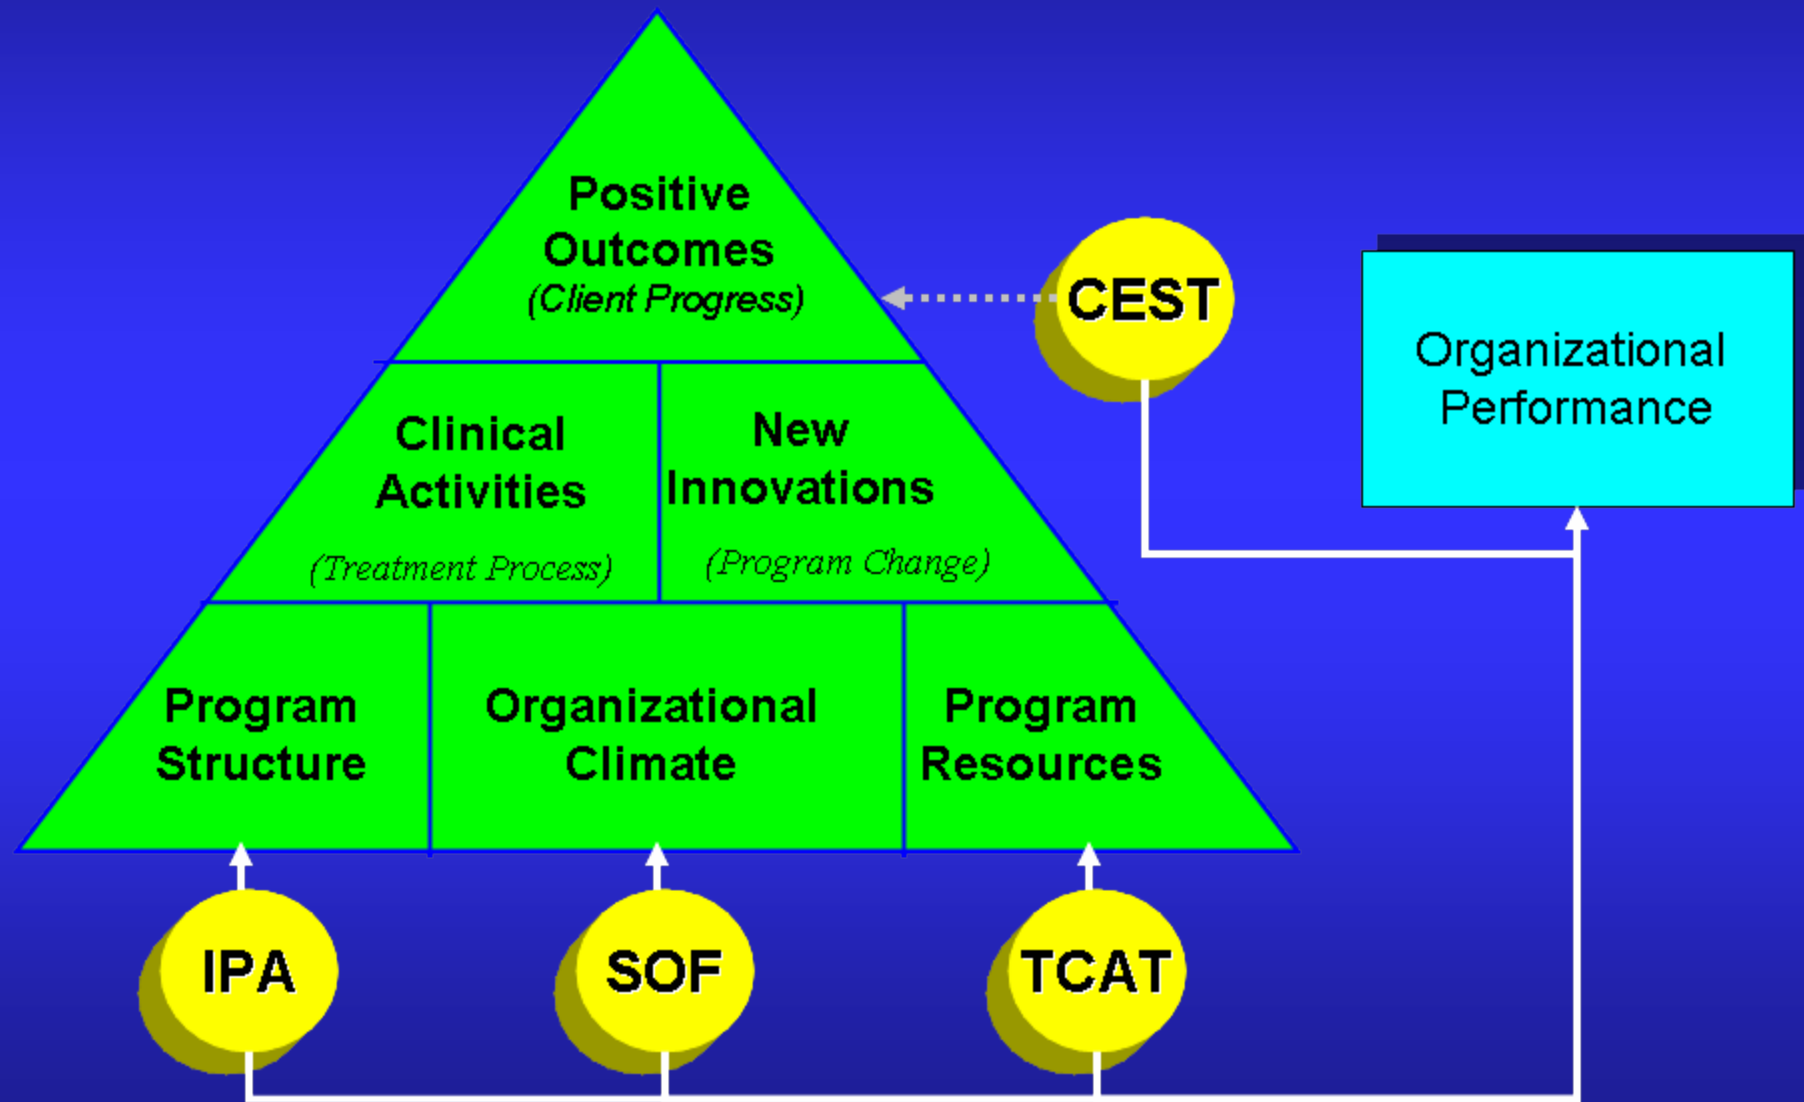 Positive
Outcomes
(Client Progress)
CEST
Organizational
Performance
Clinical
Activities
(Treatment Process)
New
Innovations
(Program Change)
Program
Structure
Organizational
Climate
Program
Resources
IPA
SOF
TCAT